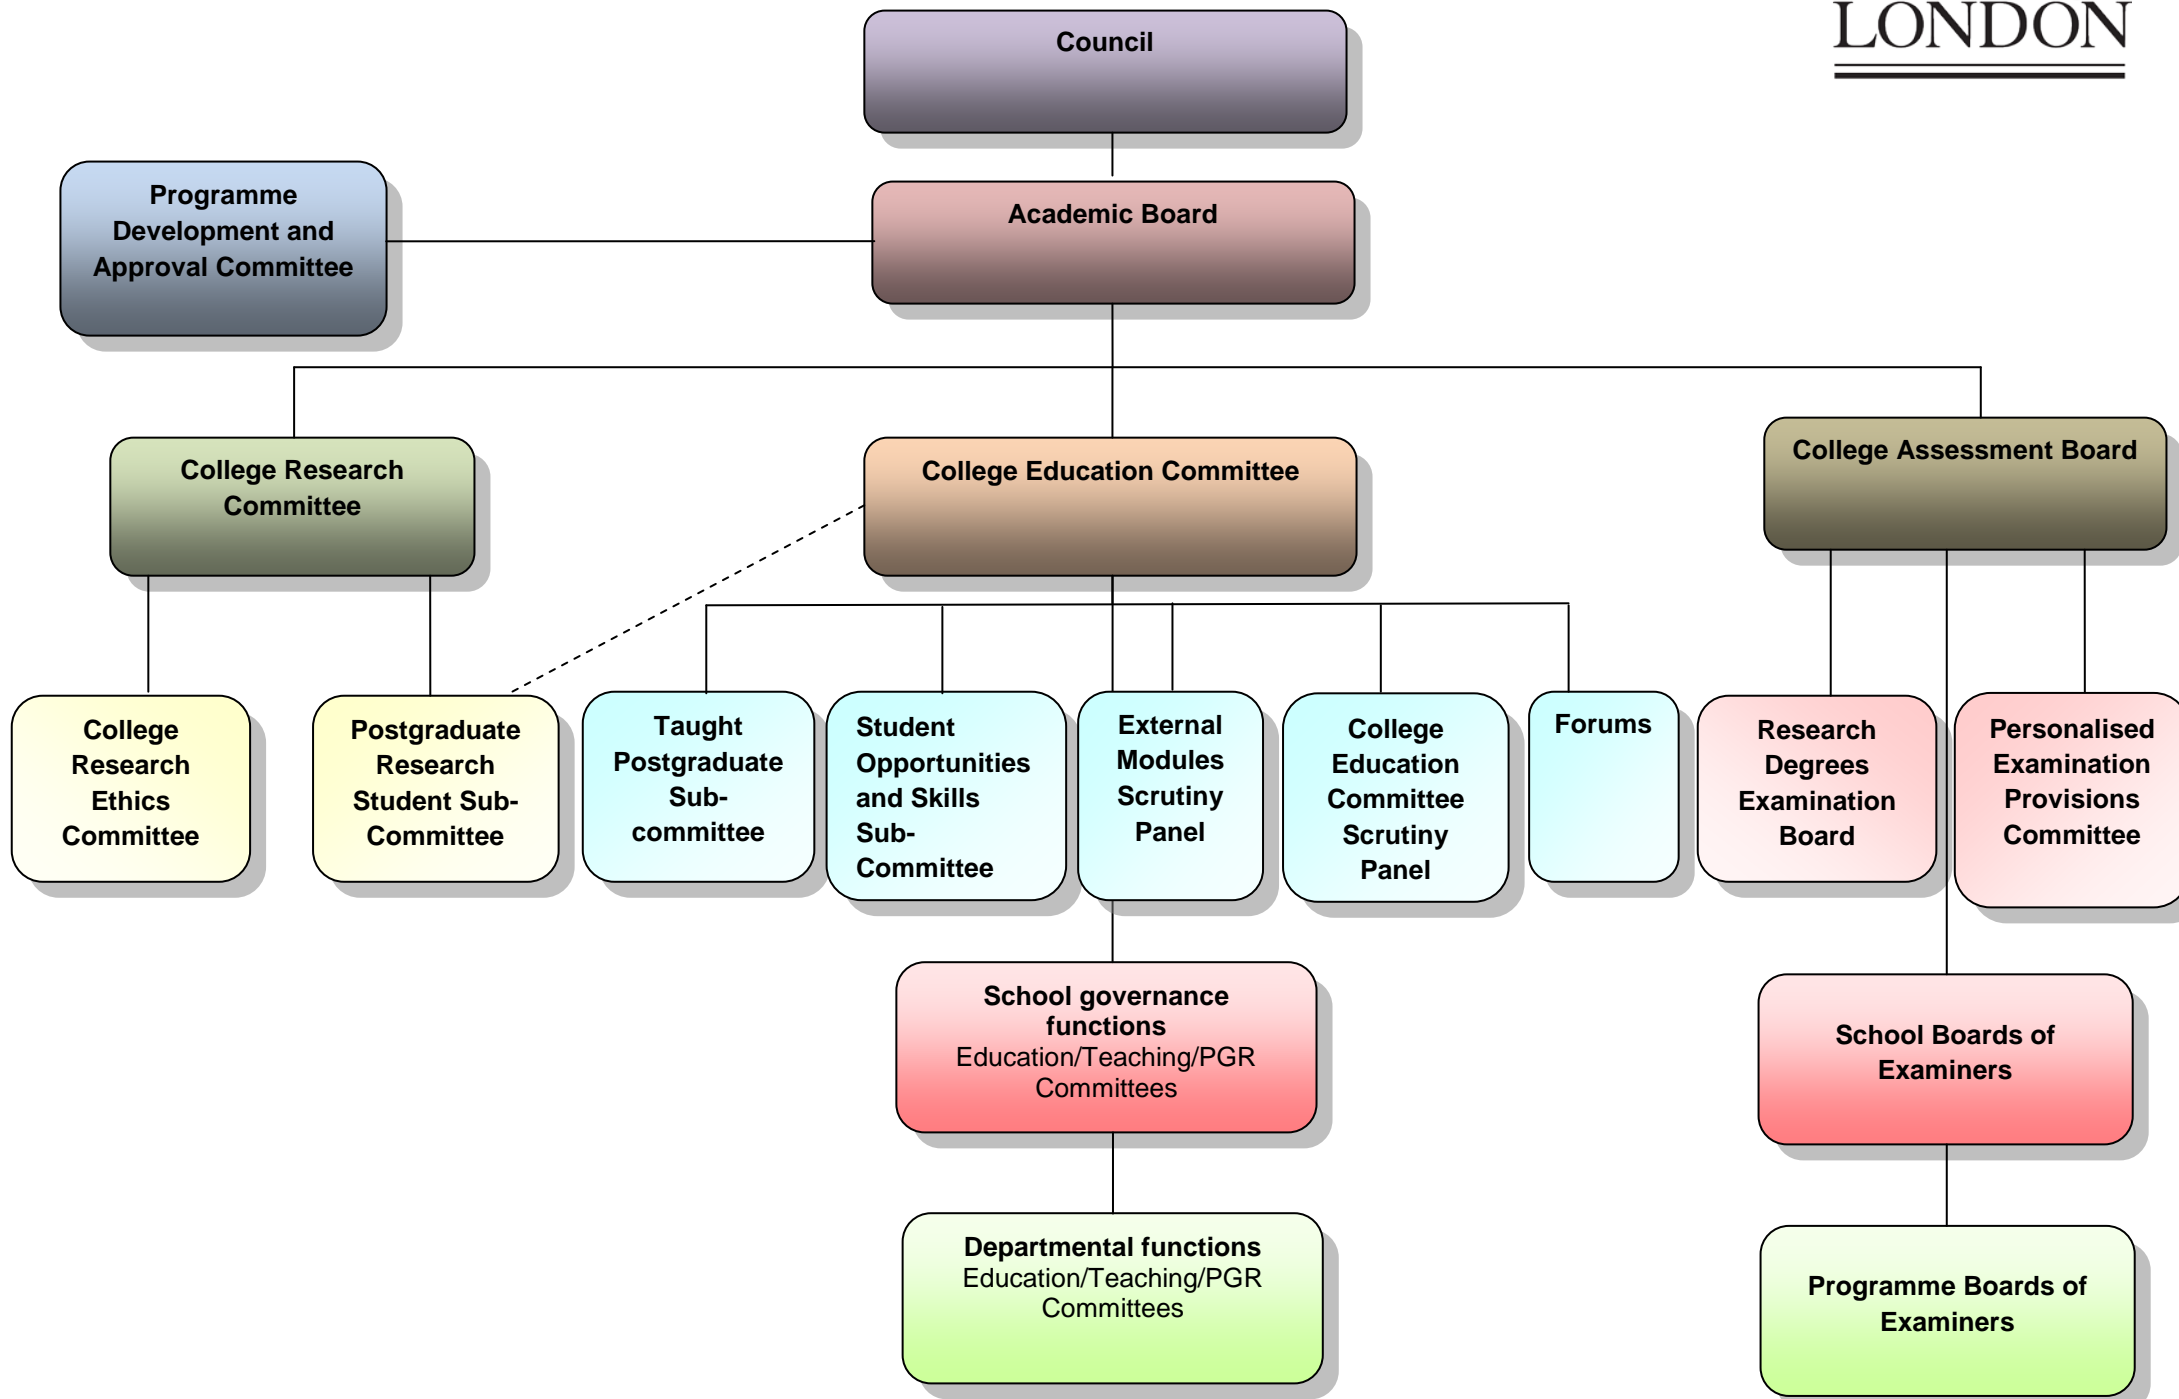 LONDON
Council
Programme
Development and
Approval Committee
Academic Board
College Research
Committee
College Education Committee
College Assessment Board
College
Research
Ethics
Committee
Postgraduate
Research
Student Sub-
Committee
Taught
Postgraduate
Sub-
committee
Student
Opportunities
and Skills
Sub-
Committee
External
Modules
Scrutiny
Panel
College
Education
Committee
Scrutiny
Panel
Forums
Research
Degrees
Examination
Board
Personalised
Examination
Provisions
Committee
School governance
functions
Education/Teaching/PGR
Committees
School Boards of
Examiners
Departmental functions
Education/Teaching/PGR
Committees
Programme Boards of
Examiners